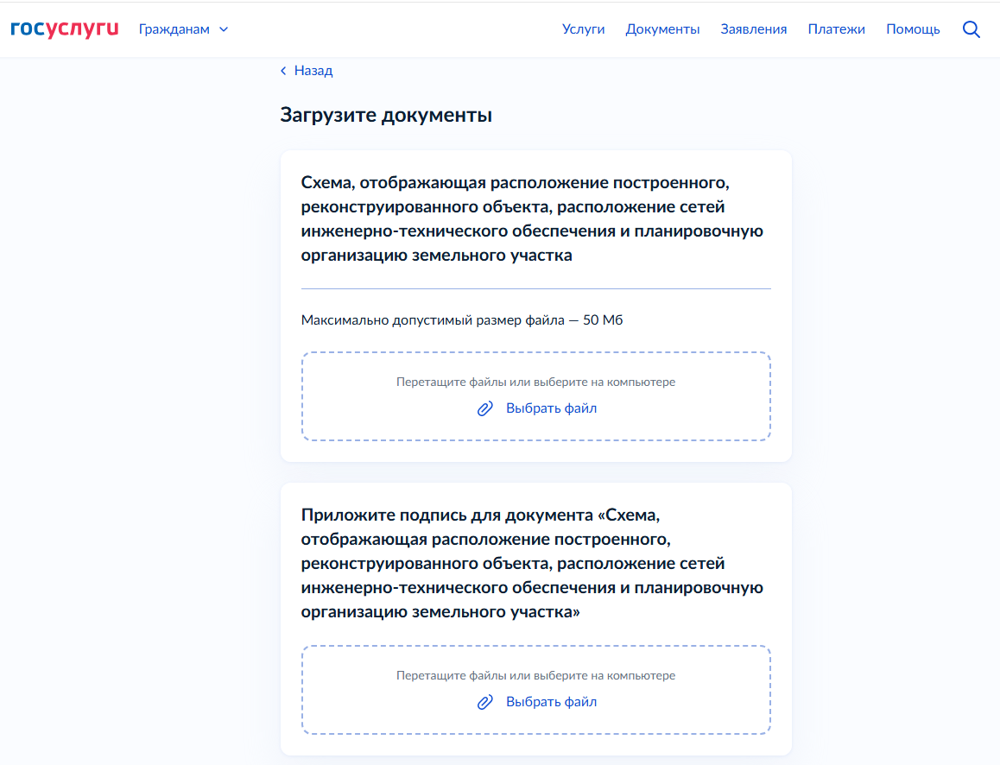 госуслуги Гражданам Услуги Документы Заявления Платежи Помощь
Назад
Загрузите документы
Схема, отображающая расположение построенного,
реконструированного объекта, расположение сетей
инженерно-технического обеспечения и планировочную
организацию земельного участка
Максимально допустимый размер файла — 50 Мб
Перетащите файлы или выберите на компьютере
Выбрать файл
Приложите подпись для документа «Схема,
отображающая расположение построенного,
реконструированного объекта, расположение сетей
инженерно-технического обеспечения и планировочную
организацию земельного участка»
Перетащите файлы или выберите на компьютере
Выбрать файл